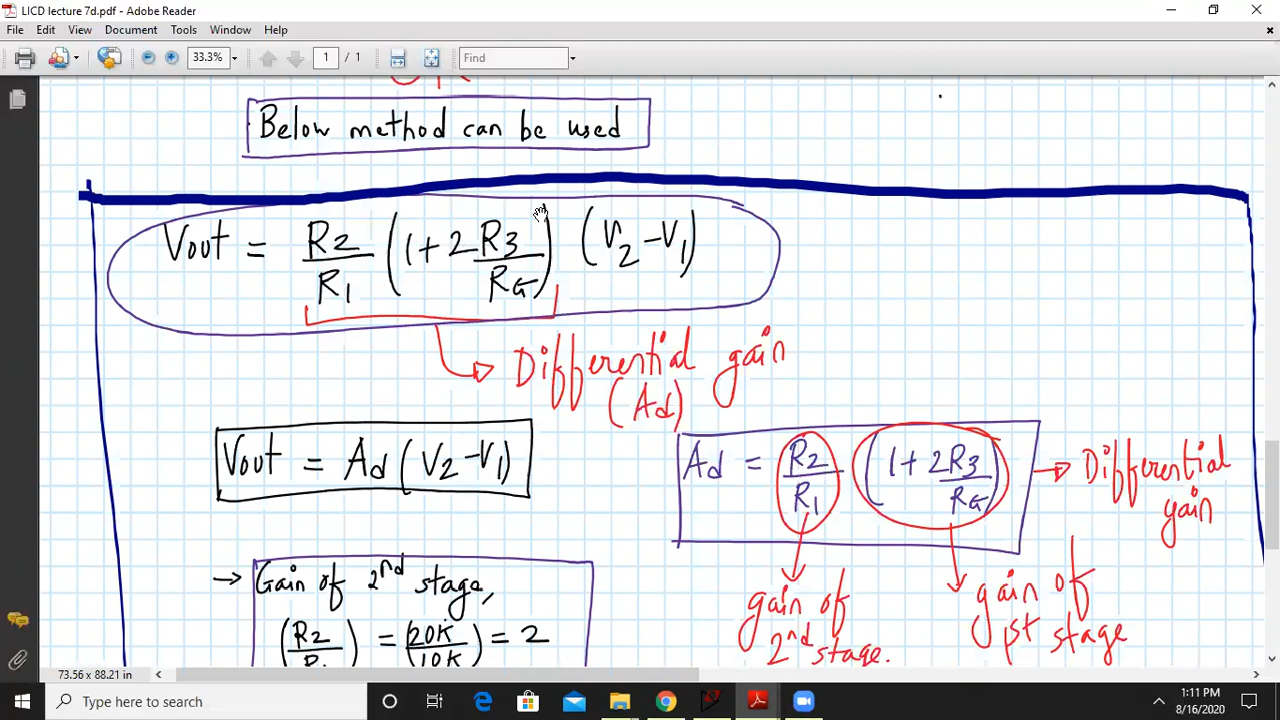 LICD lecture 7d.pdf - Adobe Reader
File Edit View Document Tools Window Help
33.3% 1 / 1 Find
Below method can be used
Vout = R2/R1 (1+2R3/RG) (V2-V1)
Differential gain
(Ad)
Vout = Ad (V2-V1)
Ad = R2/R1 (1+2R3/RG) → Differential gain
→ Gain of 2nd stage,
(R2/R1) = (20K/10K) = 2
gain of 2nd stage.
gain of 1st stage
73.56 x 88.21 in
Type here to search
1:11 PM
8/16/2020